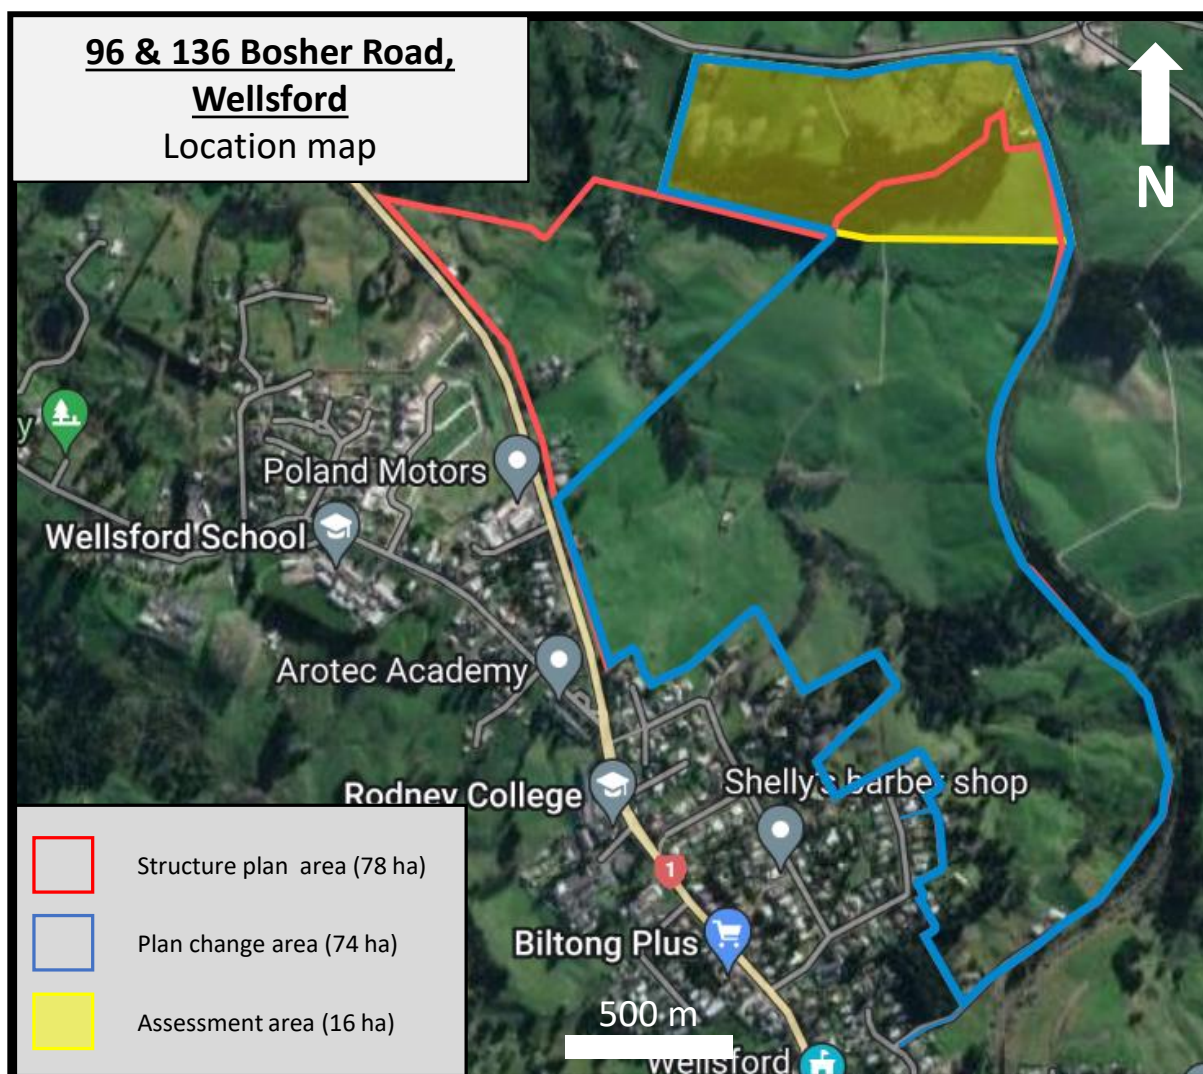 96 & 136 Bosher Road,
Wellsford
Location map
N
y
Poland Motors
Wellsford School
Arotec Academy
Rodney College
Shelly's barber shop
1
Biltong Plus
500 m
Wellsford
Structure plan area (78 ha)
Plan change area (74 ha)
Assessment area (16 ha)